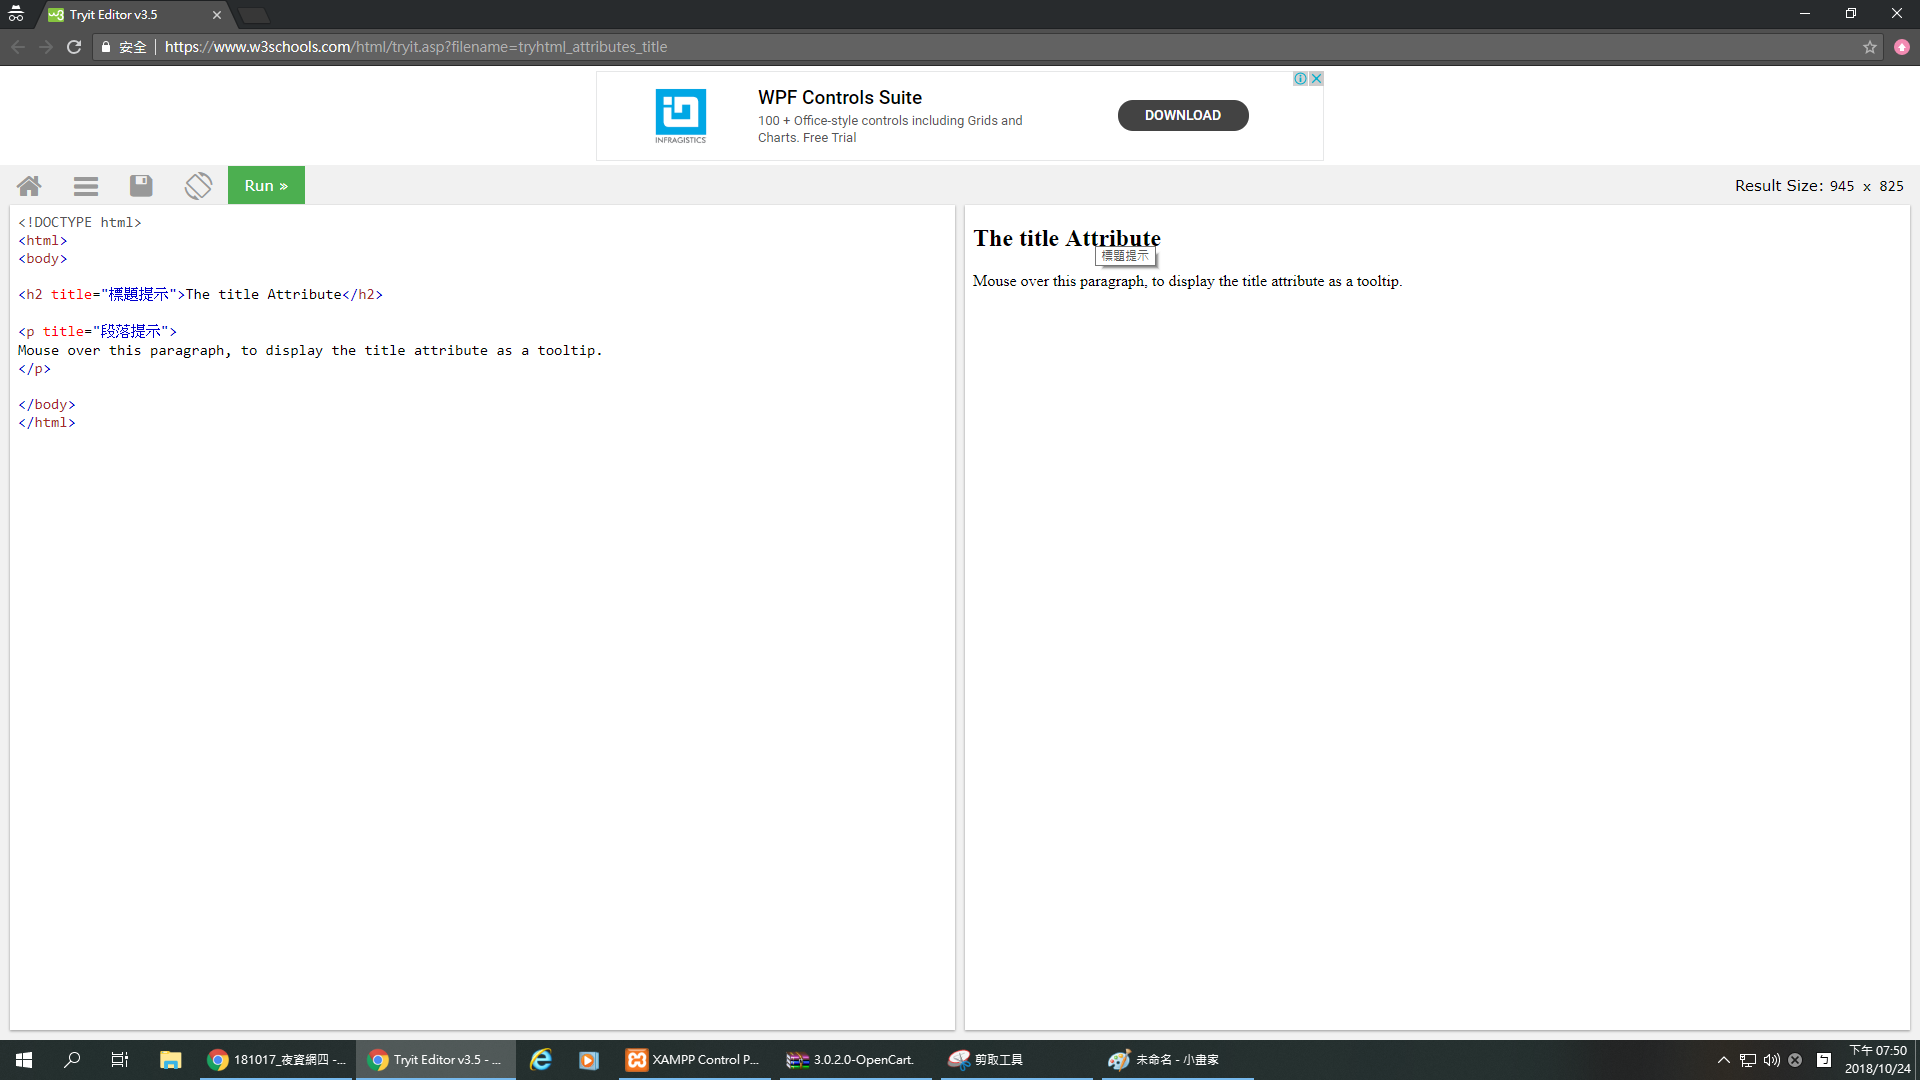 Tryit Editor v3.5
安全 | https://www.w3schools.com/html/tryit.asp?filename=tryhtml_attributes_title
INFRAGISTICS
WPF Controls Suite
100 + Office-style controls including Grids and
Charts. Free Trial
DOWNLOAD
Run »
Result Size: 945 x 825
<!DOCTYPE html>
<html>
<body>
<h2 title="標題提示">The title Attribute</h2>
<p title="段落提示">
Mouse over this paragraph, to display the title attribute as a tooltip.
</p>
</body>
</html>
The title Attribute
標題提示
Mouse over this paragraph, to display the title attribute as a tooltip.
181017_夜資網四 -...
Tryit Editor v3.5 - ...
XAMPP Control P...
3.0.2.0-OpenCart.
剪取工具
未命名 - 小畫家
ㄅ
下午 07:50
2018/10/24